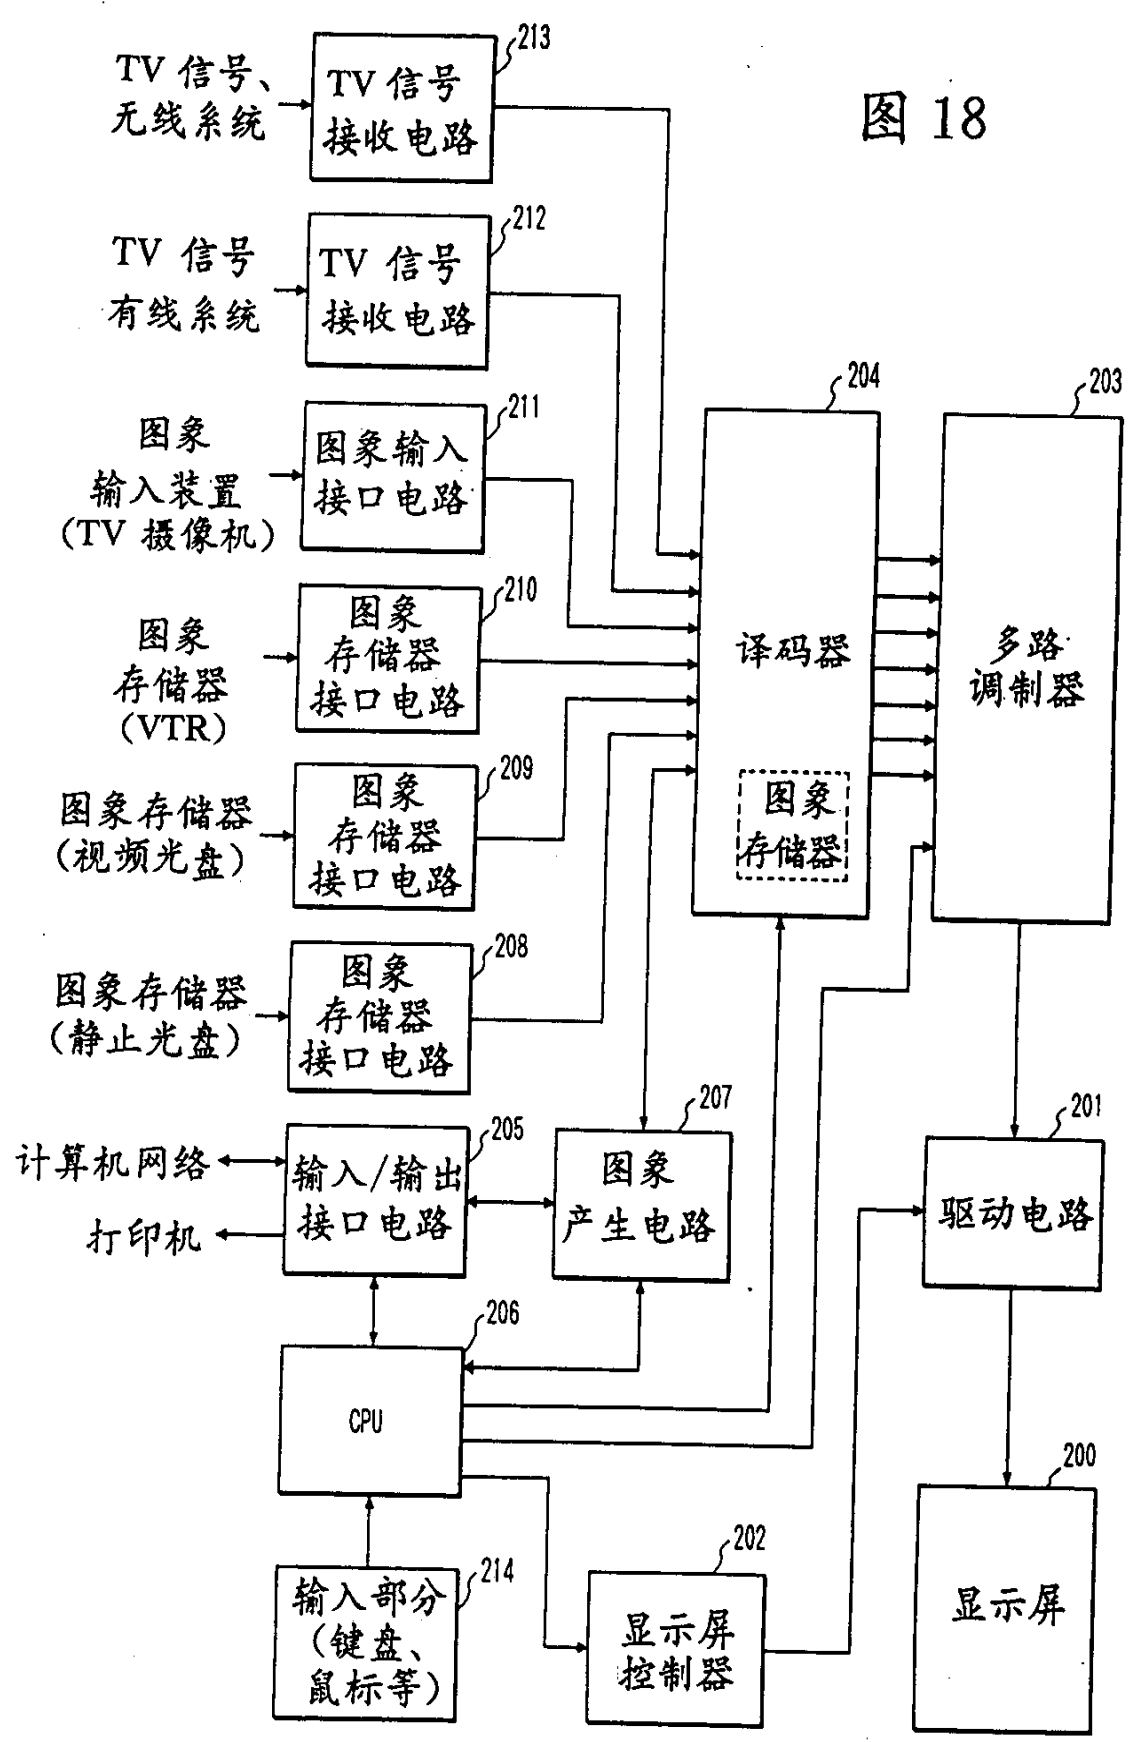 图 18
TV 信号、
无线系统
213
TV 信号
接收电路
TV 信号
有线系统
212
TV 信号
接收电路
图象
输入装置
(TV 摄像机)
211
图象输入
接口电路
图象
存储器
(VTR)
210
图象
存储器
接口电路
图象存储器
(视频光盘)
209
图象
存储器
接口电路
图象存储器
(静止光盘)
208
图象
存储器
接口电路
204
译码器
图象
存储器
203
多路
调制器
计算机网络
打印机
205
输入/输出
接口电路
207
图象
产生电路
201
驱动电路
206
CPU
200
显示屏
214
输入部分
(键盘、
鼠标等)
202
显示屏
控制器